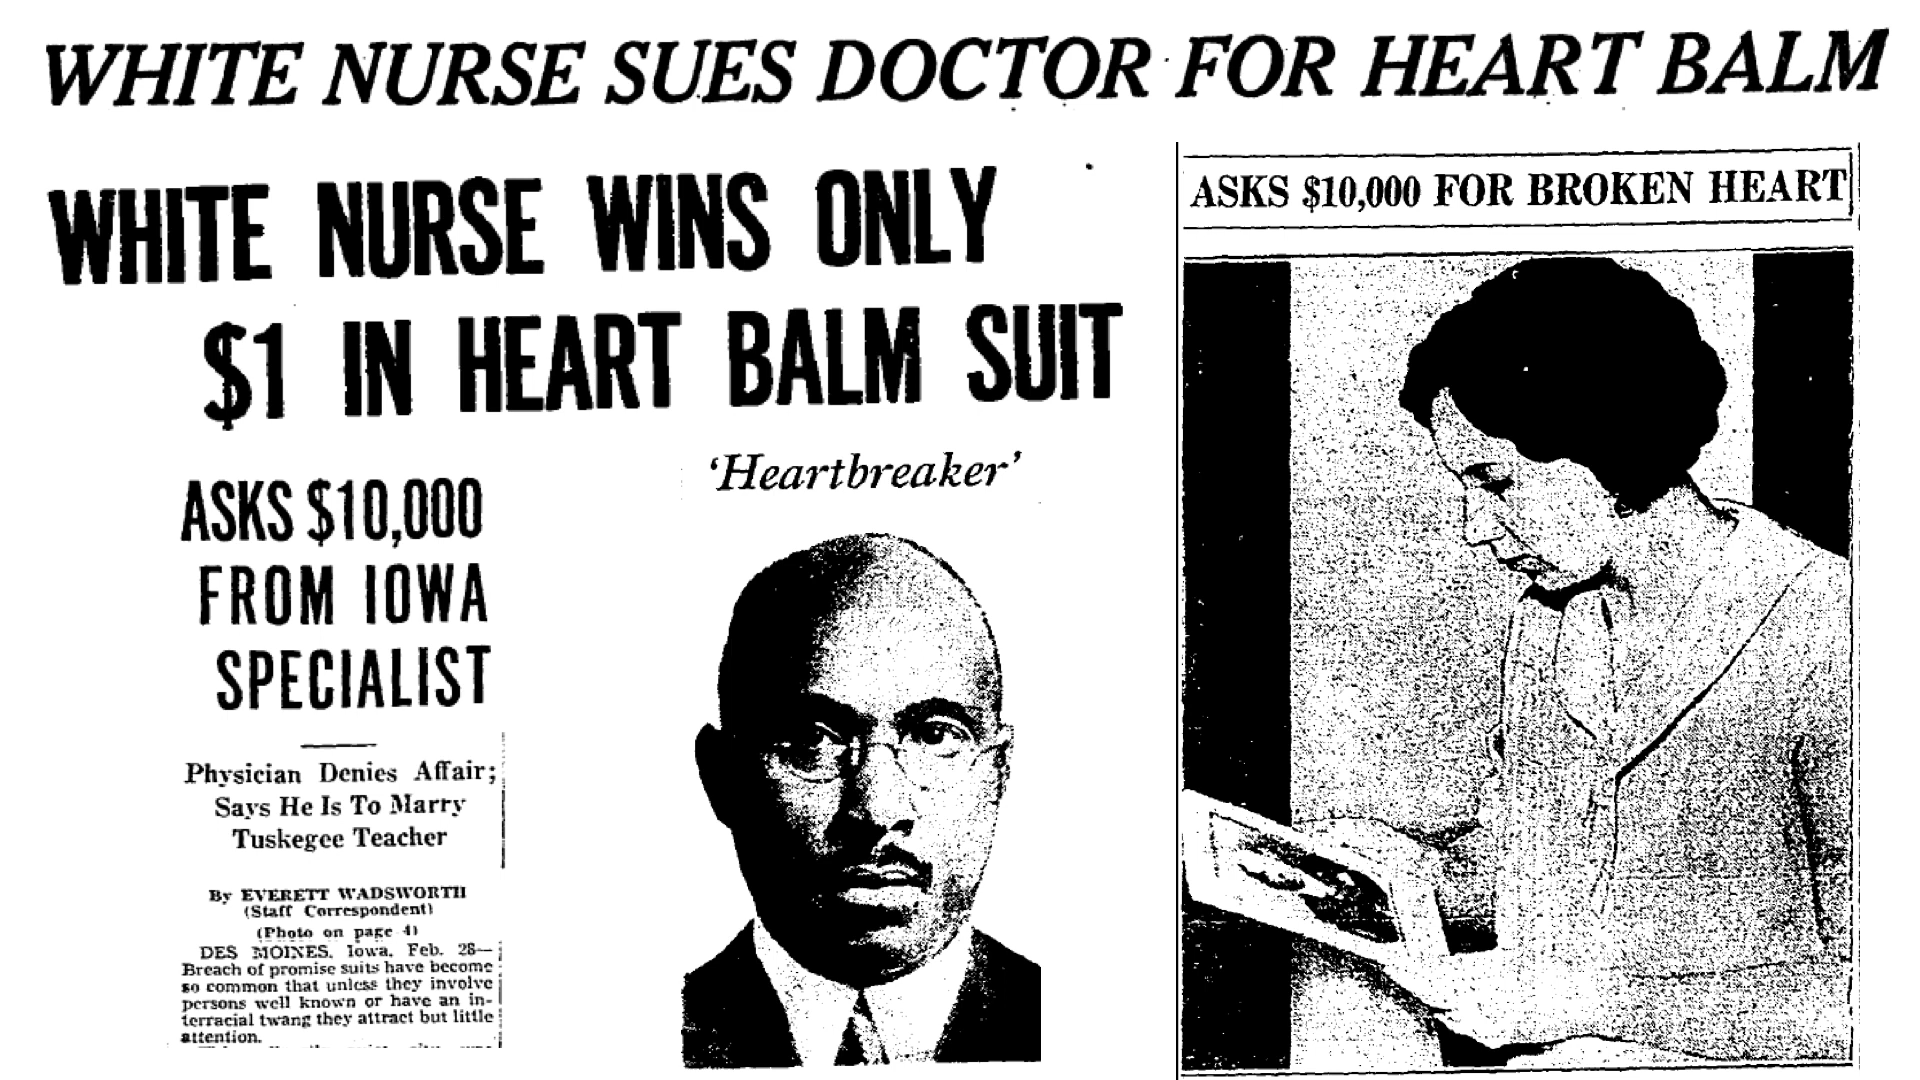 WHITE NURSE SUES DOCTOR FOR HEART BALM
WHITE NURSE WINS ONLY
$1 IN HEART BALM SUIT
ASKS $10,000
FROM IOWA
SPECIALIST
Physician Denies Affair;
Says He Is To Marry
Tuskegee Teacher
By EVERETT WADSWORTH
(Staff Correspondent)
(Photo on page 4)
DES MOINES, Iowa, Feb. 28—
Breach of promise suits have become
so common that unless they involve
persons well known or have an in-
terracial twang they attract but little
attention.
'Heartbreaker'
ASKS $10,000 FOR BROKEN HEART